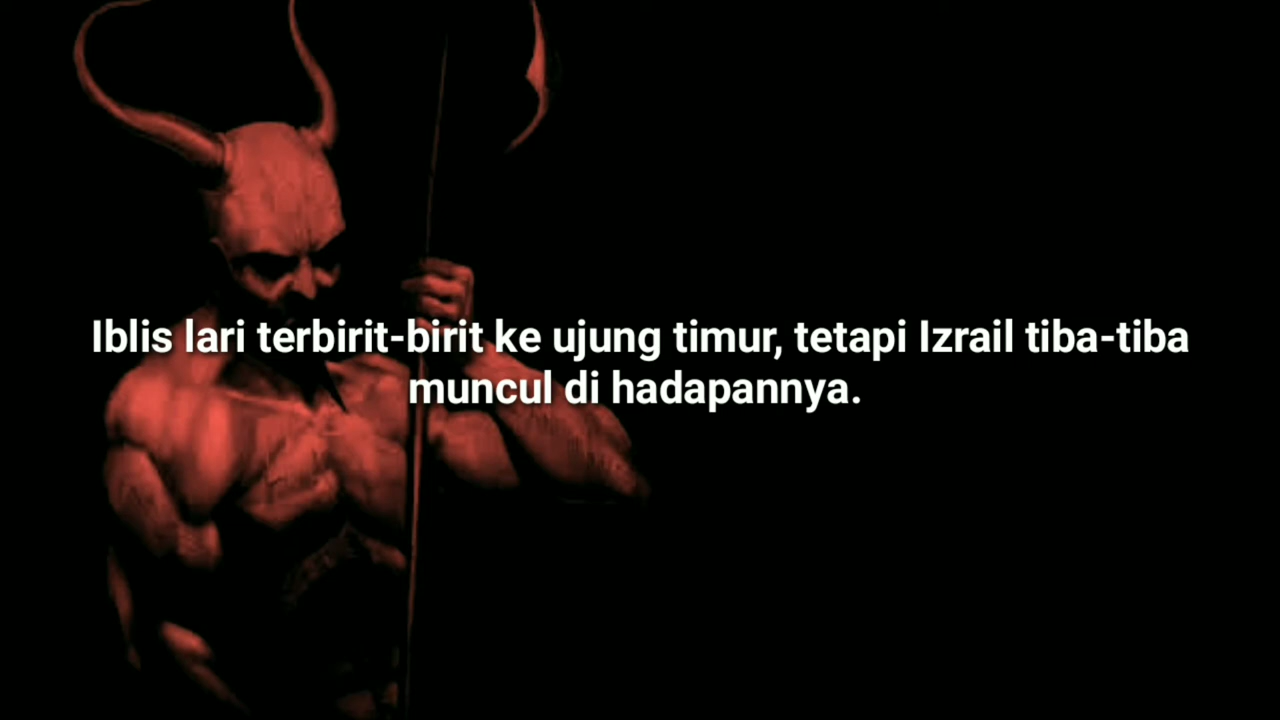 Iblis lari terbirit-birit ke ujung timur, tetapi Izrail tiba-tiba
muncul di hadapannya.